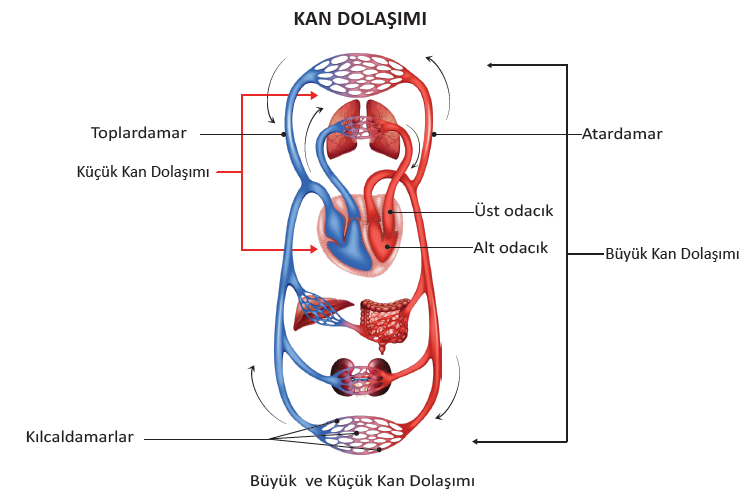 KAN DOLAŞIMI
Toplardamar
Atardamar
Küçük Kan Dolaşımı
Üst odacık
Alt odacık
Büyük Kan Dolaşımı
Kılcaldamarlar
Büyük ve Küçük Kan Dolaşımı